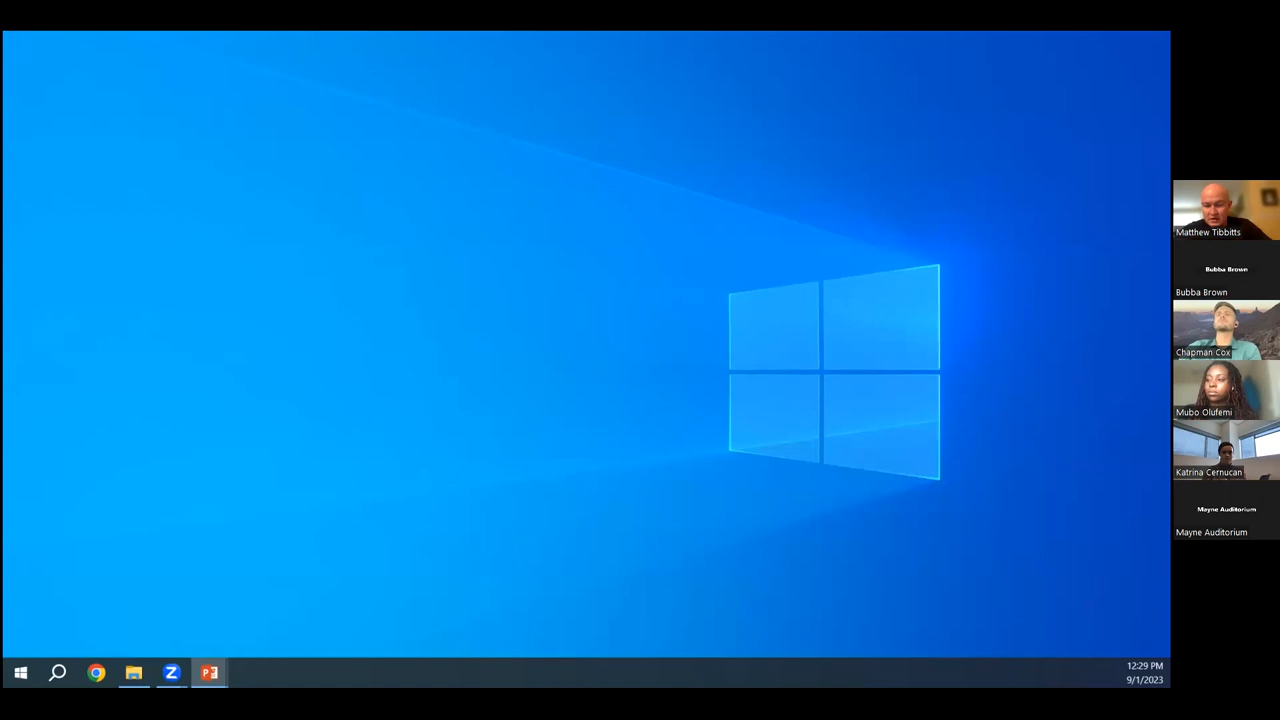 Matthew Tibbitts
Bubba Brown
Bubba Brown
Chapman Cox
Mubo Olufemi
Katrina Cernucan
Mayne Auditorium
Mayne Auditorium
12:29 PM
9/1/2023